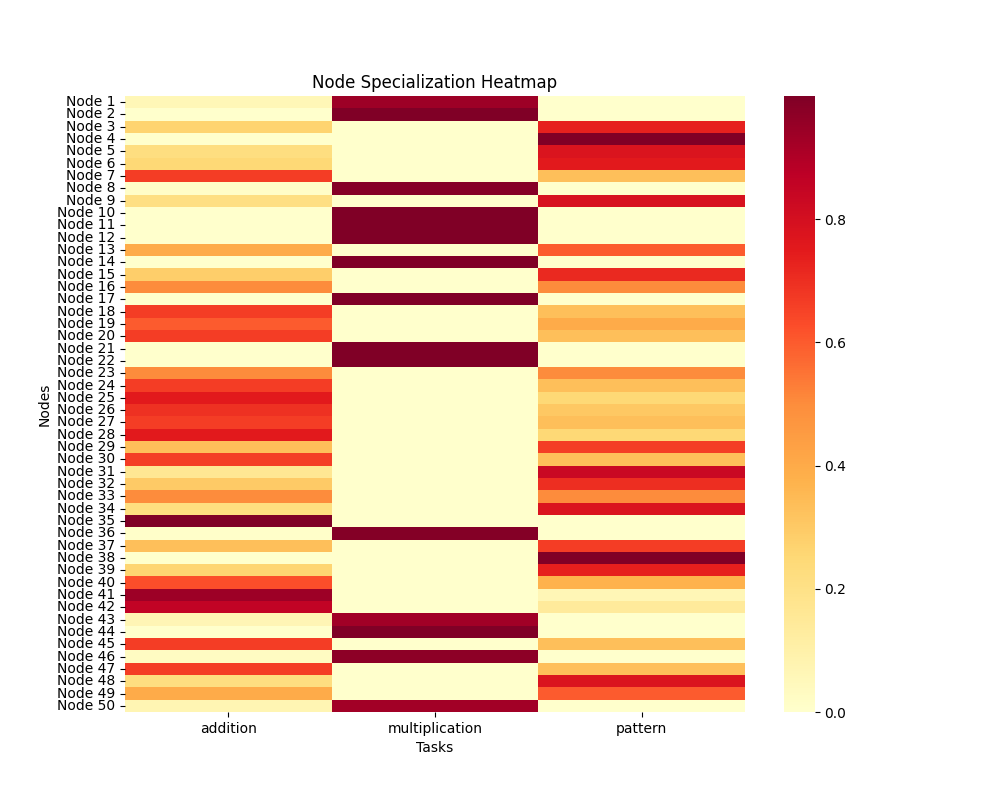 Node Specialization Heatmap
Node 1
Node 2
Node 3
Node 4
Node 5
Node 6
Node 7
Node 8
Node 9
Node 10
Node 11
Node 12
Node 13
Node 14
Node 15
Node 16
Node 17
Node 18
Node 19
Node 20
Node 21
Node 22
Node 23
Node 24
Node 25
Node 26
Node 27
Node 28
Node 29
Node 30
Node 31
Node 32
Node 33
Node 34
Node 35
Node 36
Node 37
Node 38
Node 39
Node 40
Node 41
Node 42
Node 43
Node 44
Node 45
Node 46
Node 47
Node 48
Node 49
Node 50
Nodes
addition multiplication pattern
Tasks
0.8
0.6
0.4
0.2
0.0